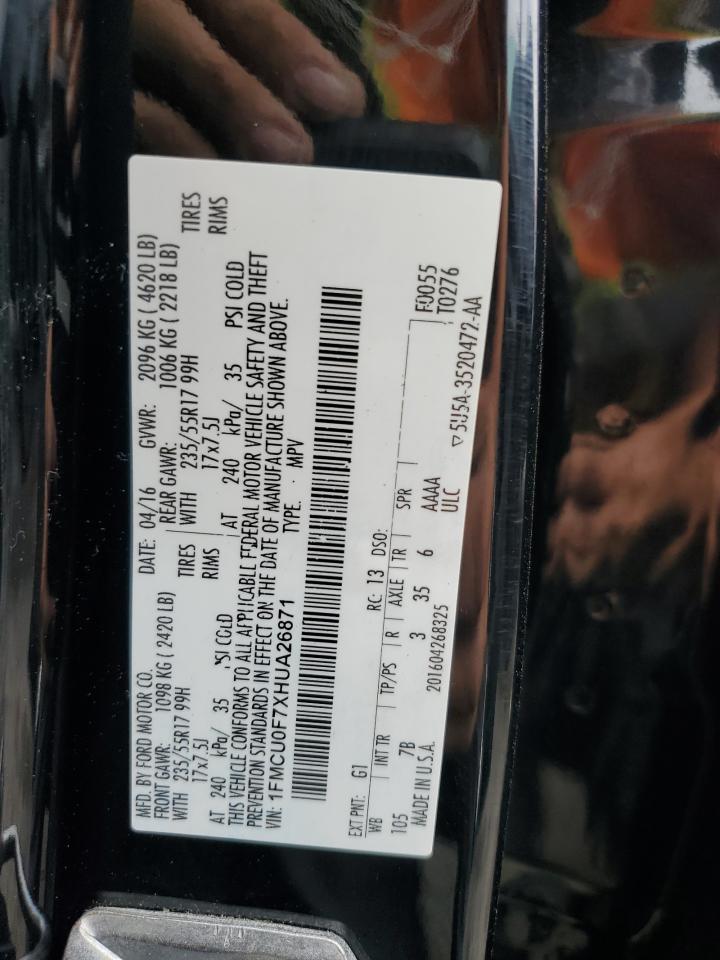 MFD. BY FORD MOTOR CO. DATE: 04/16 GVWR: 2096 KG ( 4620 LB)
FRONT GAWR: 1098 KG ( 2420 LB) REAR GAWR: 1006 KG ( 2218 LB)
WITH 235/55R17 99H TIRES WITH 235/55R17 99H TIRES
17x7.5J RIMS 17x7.5J RIMS
AT 240 kPa/ 35 PSI COLD AT 240 kPa/ 35 PSI COLD
THIS VEHICLE CONFORMS TO ALL APPLICABLE FEDERAL MOTOR VEHICLE SAFETY AND THEFT
PREVENTION STANDARDS IN EFFECT ON THE DATE OF MANUFACTURE SHOWN ABOVE.
VIN: 1FMCU0F7XHUA26871 TYPE: MPV
EXT PNT: G1 RC: 13 DSO: F0055
WB INT TR TP/PS R AXLE TR SPR T0276
105 7B 3 35 6 AAAA ▽5U5A-3520472-AA
MADE IN U.S.A. 201604268325 ULC